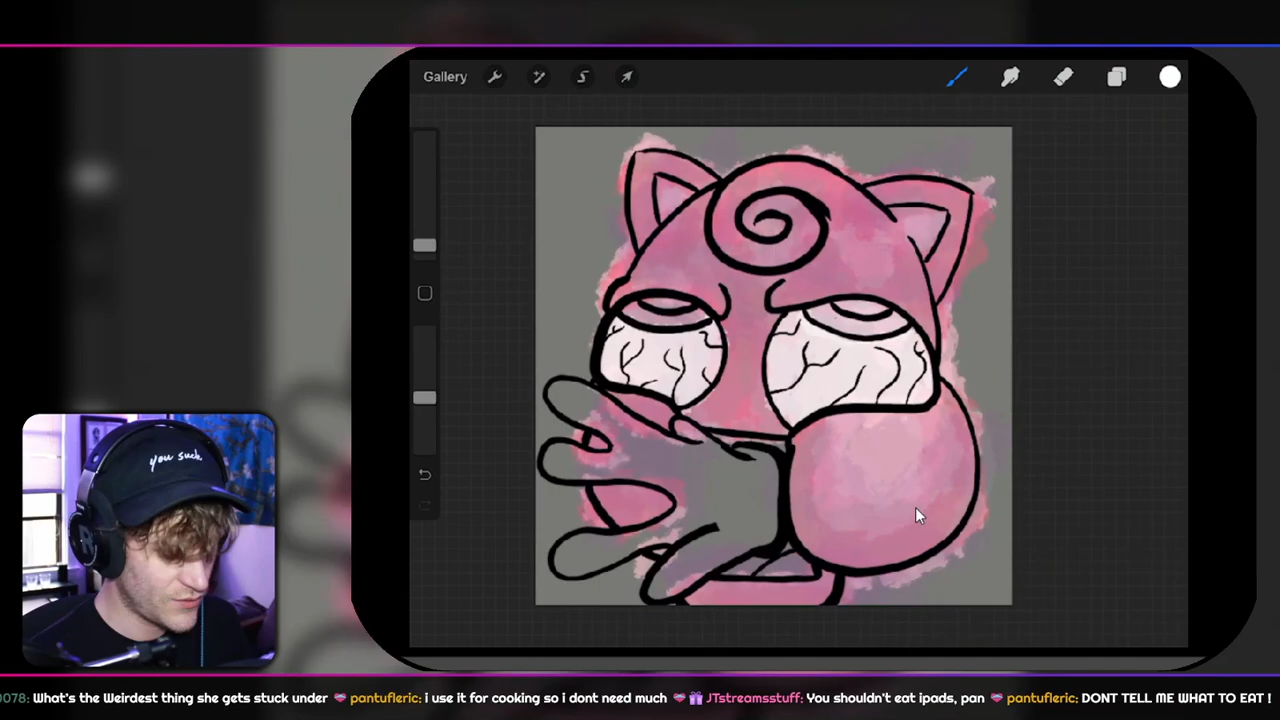 Gallery
you suck.
0078: What's the Weirdest thing she gets stuck under pantufleric: i use it for cooking so i dont need much JTstreamsstuff: You shouldn't eat ipads, pan pantufleric: DONT TELL ME WHAT TO EAT !